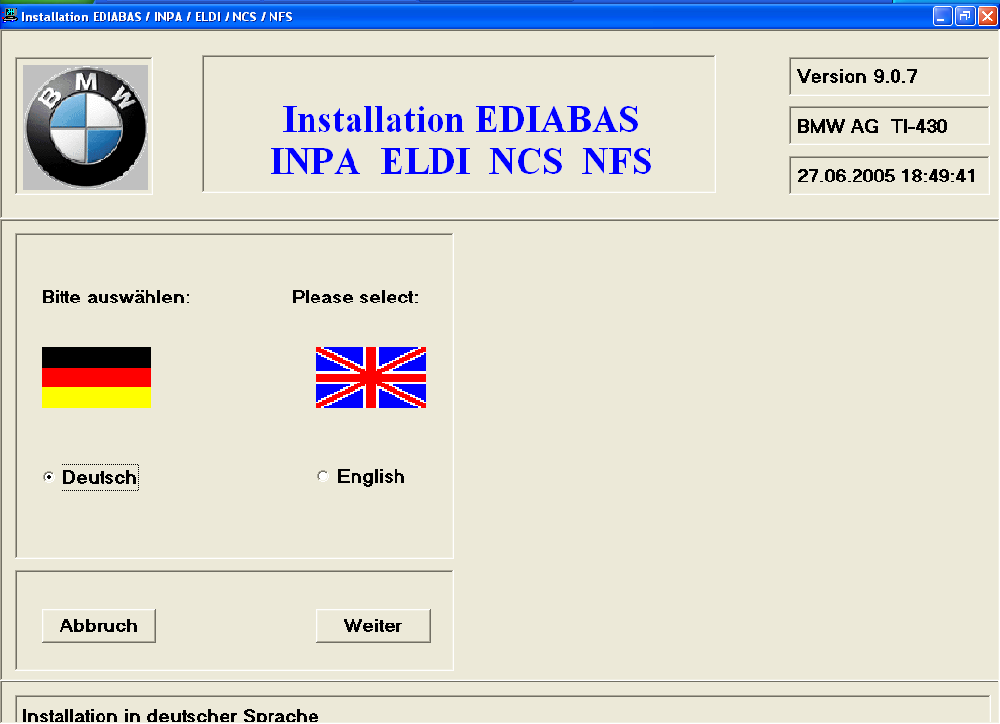 Installation EDIABAS / INPA / ELDI / NCS / NFS
BMW
Installation EDIABAS
INPA ELDI NCS NFS
Version 9.0.7
BMW AG TI-430
27.06.2005 18:49:41
Bitte auswählen:
Please select:
Deutsch
English
Abbruch
Weiter
Installation in deutscher Sprache